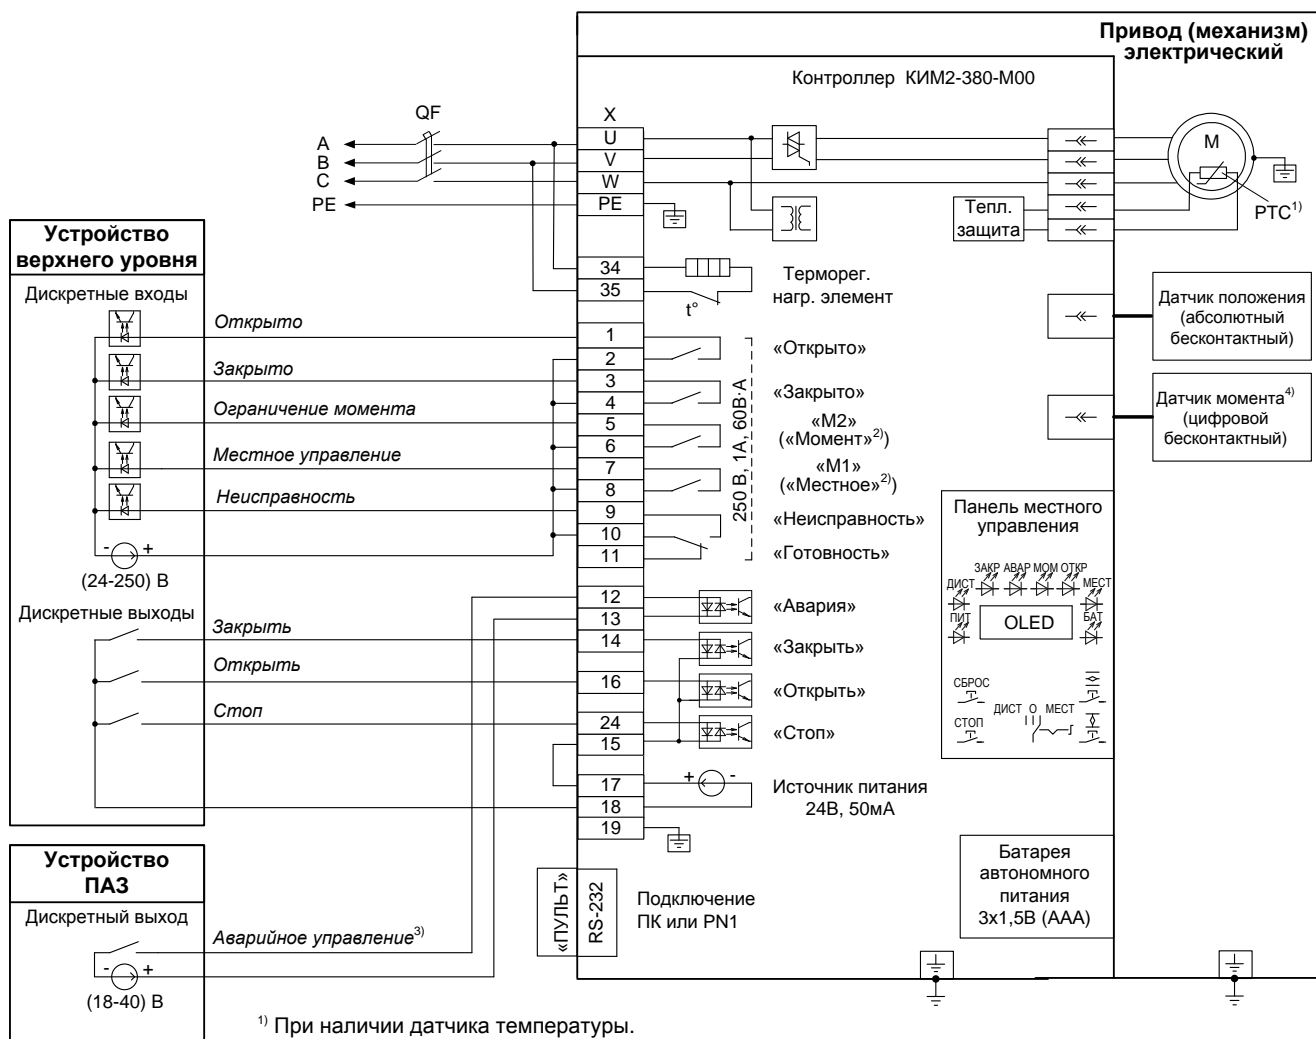 Привод (механизм)
электрический
Контроллер КИМ2-380-М00
QF
X
A
B
C
PE
U
V
W
PE
M
PTC1)
Тепл.
защита
Устройство
верхнего уровня
Дискретные входы
34
35
t°
Терморег.
нагр. элемент
Датчик положения
(абсолютный
бесконтактный)
Датчик момента4)
(цифровой
бесконтактный)
Открыто
Закрыто
Ограничение момента
Местное управление
Неисправность
- +
(24-250) В
1
2
3
4
5
6
7
8
9
10
11
250 В, 1А, 60В·А
«Открыто»
«Закрыто»
«М2»
(«Момент»2))
«М1»
(«Местное»2))
«Неисправность»
«Готовность»
Панель местного
управления
ЗАКР АВАР МОМ ОТКР
ДИСТ МЕСТ
ПИТ OLED БАТ
СБРОС
ДИСТ О МЕСТ
СТОП
Дискретные выходы
Закрыть
Открыть
Стоп
12
13
14
16
24
15
17
18
19
«Авария»
«Закрыть»
«Открыть»
«Стоп»
+ -
Источник питания
24В, 50мА
Устройство
ПАЗ
Дискретный выход
Аварийное управление3)
- +
(18-40) В
«ПУЛЬТ»
RS-232
Подключение
ПК или PN1
Батарея
автономного
питания
3х1,5В (ААА)
1) При наличии датчика температуры.